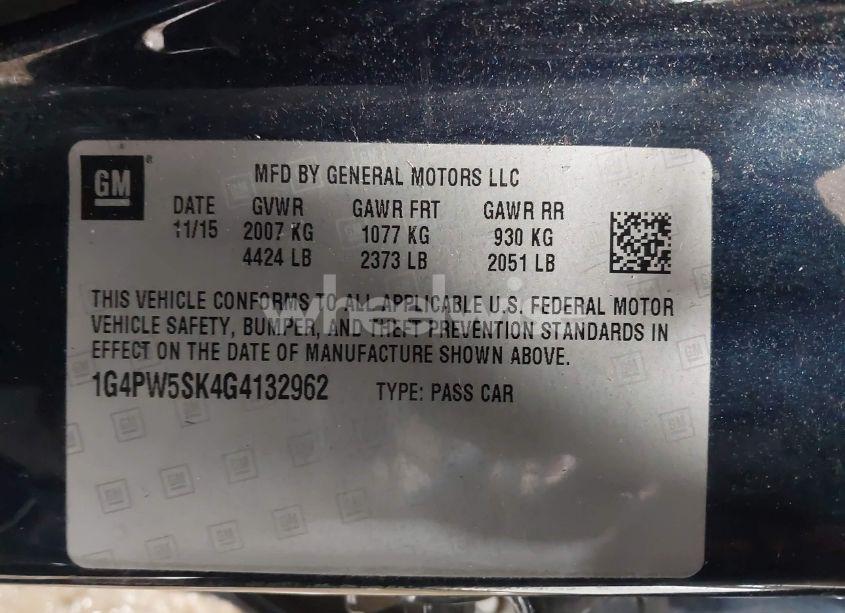 GM
MFD BY GENERAL MOTORS LLC
DATE GVWR GAWR FRT GAWR RR
11/15 2007 KG 1077 KG 930 KG
4424 LB 2373 LB 2051 LB
THIS VEHICLE CONFORMS TO ALL APPLICABLE U.S. FEDERAL MOTOR
VEHICLE SAFETY, BUMPER, AND THEFT PREVENTION STANDARDS IN
EFFECT ON THE DATE OF MANUFACTURE SHOWN ABOVE.
1G4PW5SK4G4132962 TYPE: PASS CAR